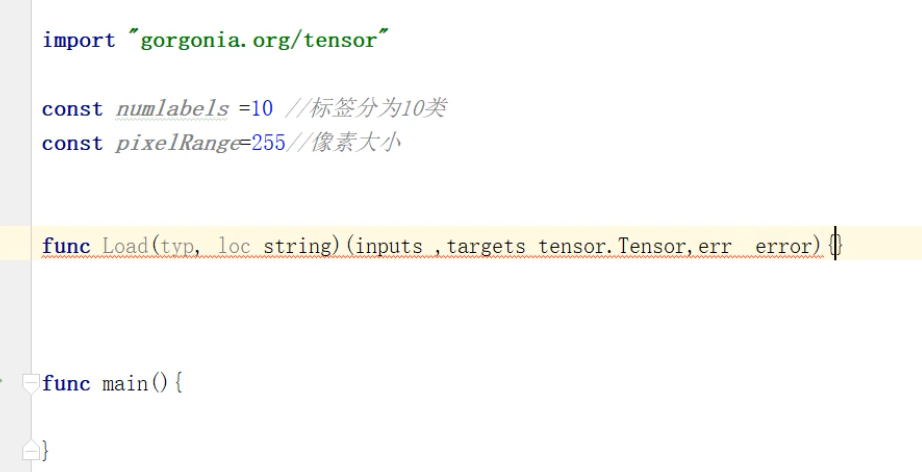 import "gorgonia.org/tensor"
const numlabels =10 //标签分为10类
const pixelRange=255//像素大小
func Load(typ, loc string)(inputs ,targets tensor.Tensor,err  error){}
func main(){
}